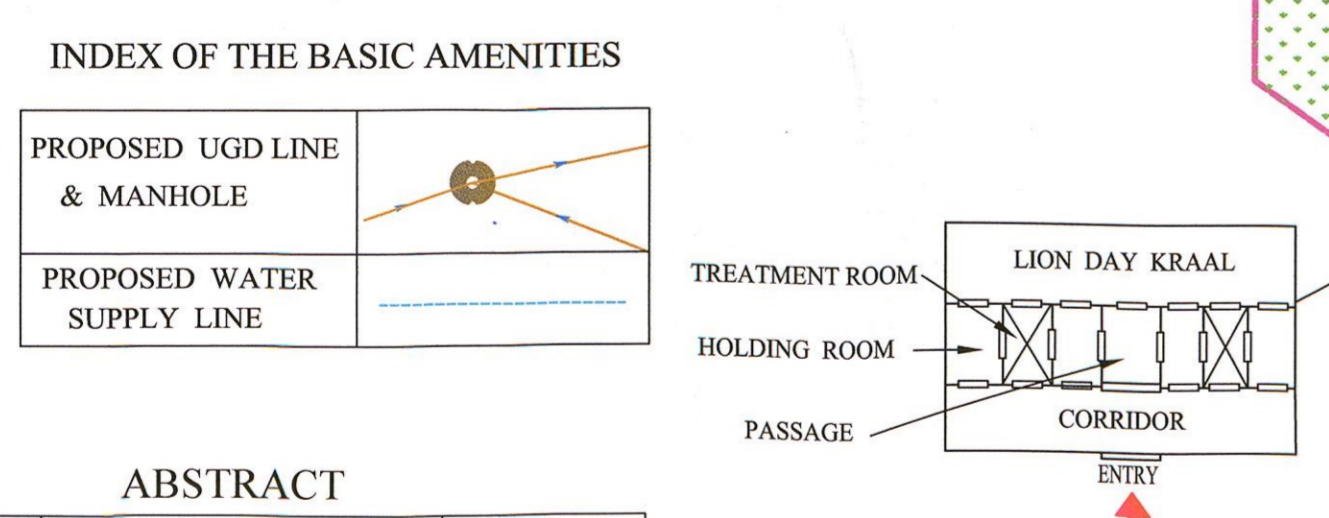 INDEX OF THE BASIC AMENITIES
PROPOSED UGD LINE
& MANHOLE
PROPOSED WATER
SUPPLY LINE
ABSTRACT
LION DAY KRAAL
TREATMENT ROOM
HOLDING ROOM
PASSAGE
CORRIDOR
ENTRY